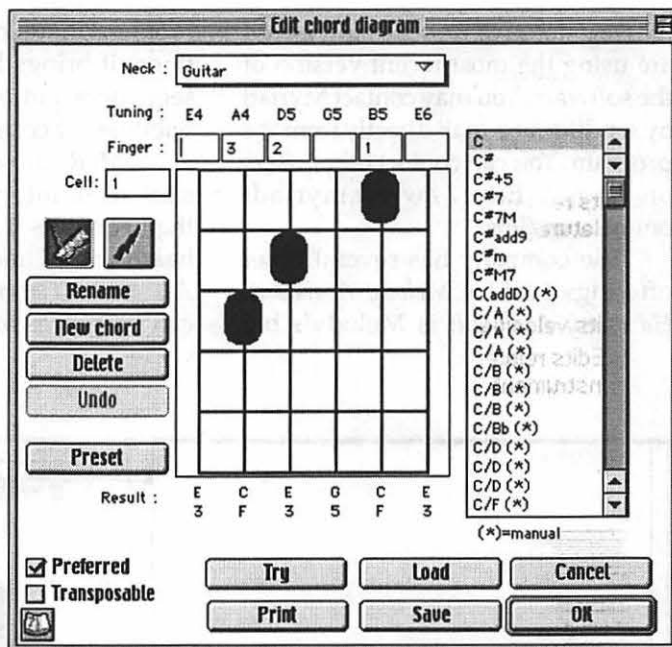 Edit chord diagram
Neck : Guitar
Tuning : E4 A4 D5 G5 B5 E6
Finger : 3 2 1
Cell: 1
Rename
New chord
Delete
Undo
Preset
Result : E C E G C E
3 F 3 5 F 3
C
C#
C#+5
C#7
C#7M
C#add9
C#m
C#M7
C(addD) (*)
C/A (*)
C/A (*)
C/A (*)
C/B (*)
C/B (*)
C/B (*)
C/Bb (*)
C/D (*)
C/D (*)
C/D (*)
C/F (*)
(*)=manual
Preferred
Transposable
Try
Load
Cancel
Print
Save
OK